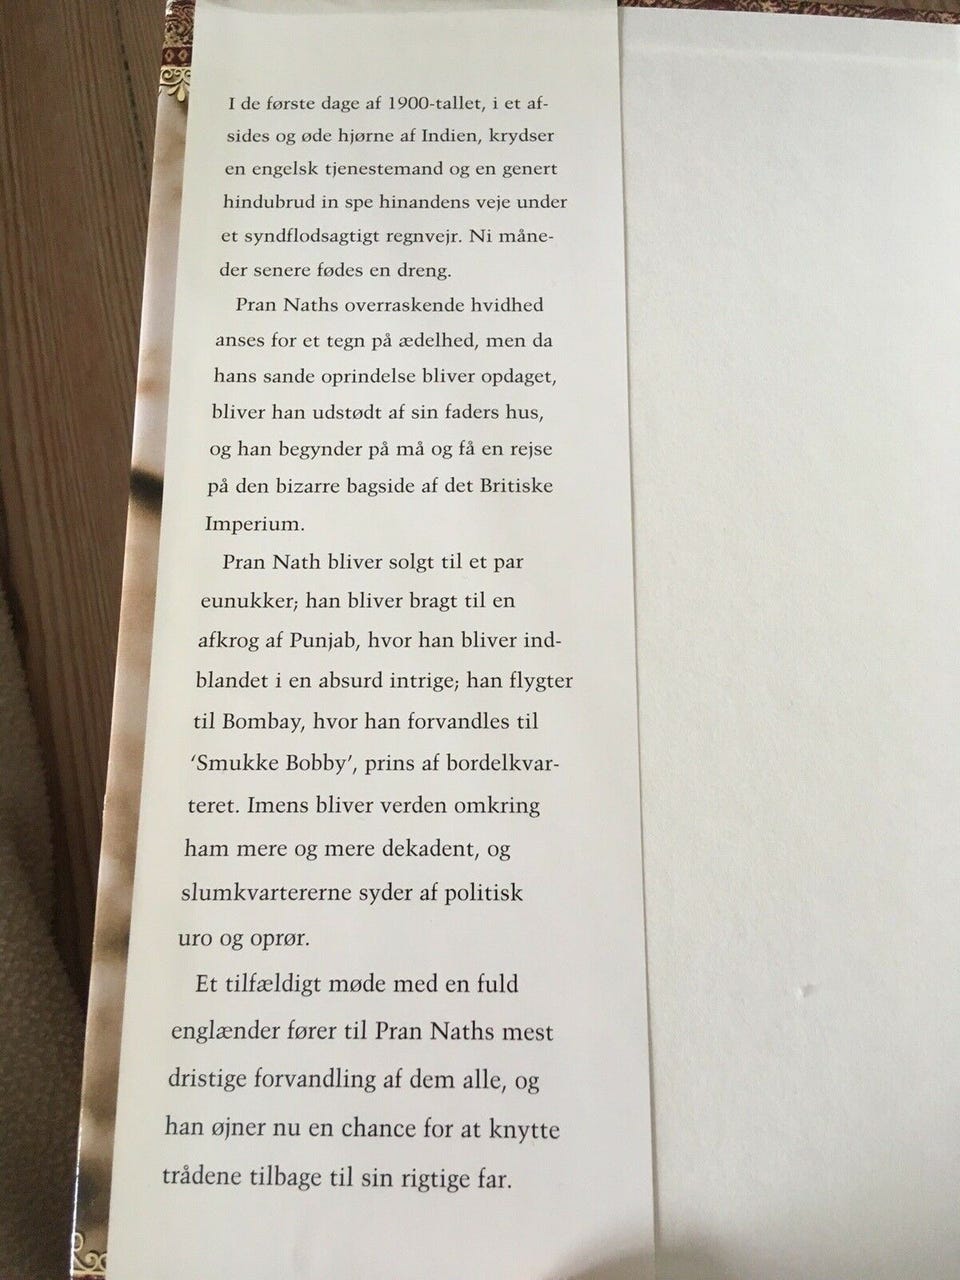 I de første dage af 1900-tallet, i et af-
sides og øde hjørne af Indien, krydser
en engelsk tjenestemand og en genert
hindubrud in spe hinandens veje under
et syndflodsagtigt regnvejr. Ni måne-
der senere fødes en dreng.
Pran Naths overraskende hvidhed
anses for et tegn på ædelhed, men da
hans sande oprindelse bliver opdaget,
bliver han udstødt af sin faders hus,
og han begynder på må og få en rejse
på den bizarre bagside af det Britiske
Imperium.
Pran Nath bliver solgt til et par
eunukker; han bliver bragt til en
afkrog af Punjab, hvor han bliver ind-
blandet i en absurd intrige; han flygter
til Bombay, hvor han forvandles til
‘Smukke Bobby’, prins af bordelkvar-
teret. Imens bliver verden omkring
ham mere og mere dekadent, og
slumkvartererne syder af politisk
uro og oprør.
Et tilfældigt møde med en fuld
englænder fører til Pran Naths mest
dristige forvandling af dem alle, og
han øjner nu en chance for at knytte
trådene tilbage til sin rigtige far.